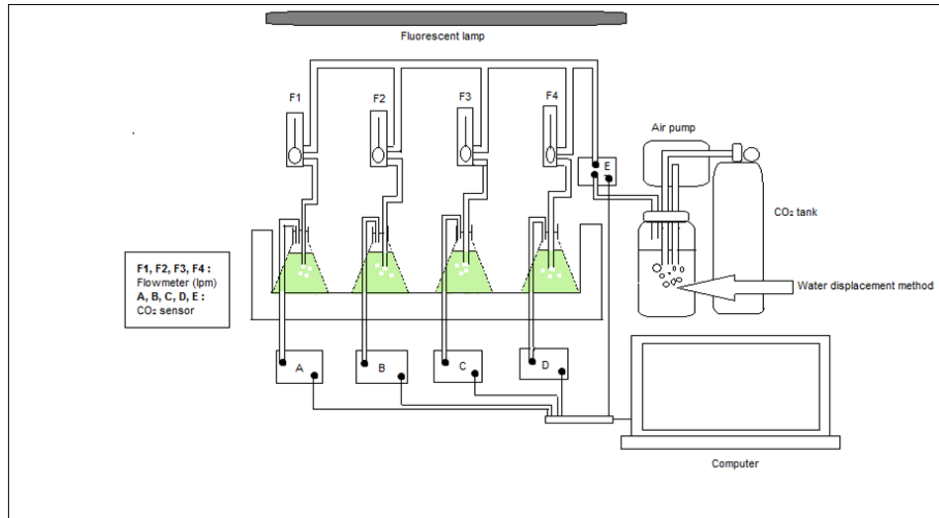 Fluorescent lamp
F1
F2
F3
F4
Air pump
E
CO₂ tank
F1, F2, F3, F4 :
Flowmeter (lpm)
A, B, C, D, E :
CO₂ sensor
Water displacement method
A
B
C
D
Computer